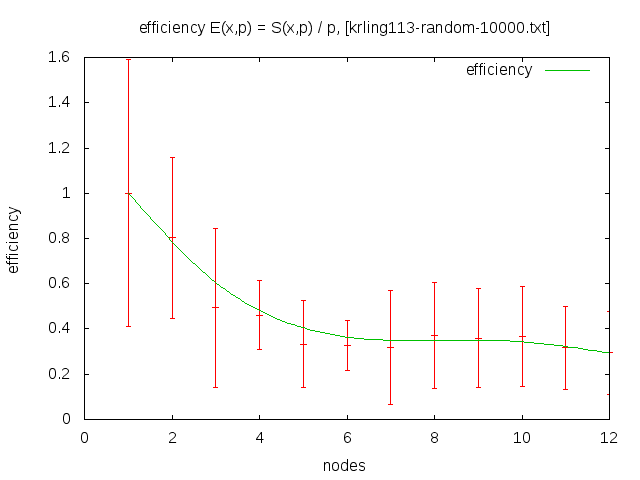 efficiency E(x,p) = S(x,p) / p, [krling113-random-10000.txt]
efficiency
1.6
1.4
1.2
1
0.8
0.6
0.4
0.2
0
efficiency
0 2 4 6 8 10 12
nodes